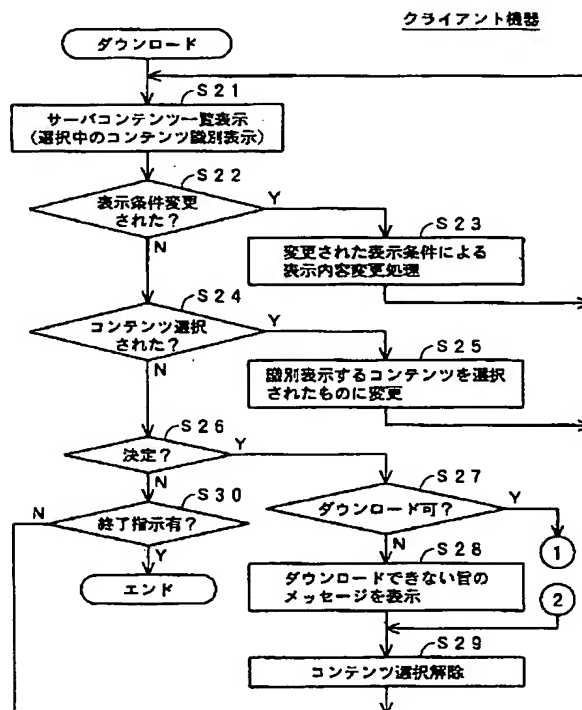 クライアント機器
ダウンロード
S21
サーバコンテンツ一覧表示
(選択中のコンテンツ識別表示)
S22
表示条件変更
された?
Y
N
S23
変更された表示条件による
表示内容変更処理
S24
コンテンツ選択
された?
Y
N
S25
識別表示するコンテンツを選択
されたものに変更
S26
決定?
Y
N
S27
ダウンロード可?
Y
N
1
S30
終了指示有?
N
Y
エンド
S28
ダウンロードできない旨の
メッセージを表示
2
S29
コンテンツ選択解除